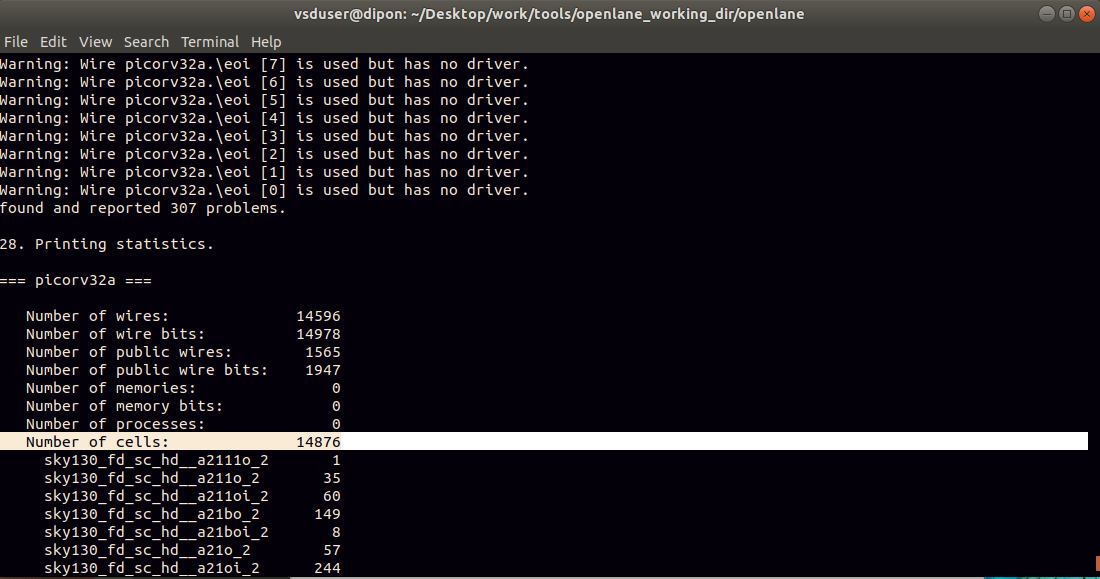 vsduser@dipon: ~/Desktop/work/tools/openlane_working_dir/openlane
File Edit View Search Terminal Help
Warning: Wire picorv32a.\eoi [7] is used but has no driver.
Warning: Wire picorv32a.\eoi [6] is used but has no driver.
Warning: Wire picorv32a.\eoi [5] is used but has no driver.
Warning: Wire picorv32a.\eoi [4] is used but has no driver.
Warning: Wire picorv32a.\eoi [3] is used but has no driver.
Warning: Wire picorv32a.\eoi [2] is used but has no driver.
Warning: Wire picorv32a.\eoi [1] is used but has no driver.
Warning: Wire picorv32a.\eoi [0] is used but has no driver.
found and reported 307 problems.
28. Printing statistics.
=== picorv32a ===
Number of wires: 14596
Number of wire bits: 14978
Number of public wires: 1565
Number of public wire bits: 1947
Number of memories: 0
Number of memory bits: 0
Number of processes: 0
Number of cells: 14876
sky130_fd_sc_hd__a2111o_2 1
sky130_fd_sc_hd__a211o_2 35
sky130_fd_sc_hd__a211oi_2 60
sky130_fd_sc_hd__a21bo_2 149
sky130_fd_sc_hd__a21boi_2 8
sky130_fd_sc_hd__a21o_2 57
sky130_fd_sc_hd__a21oi_2 244